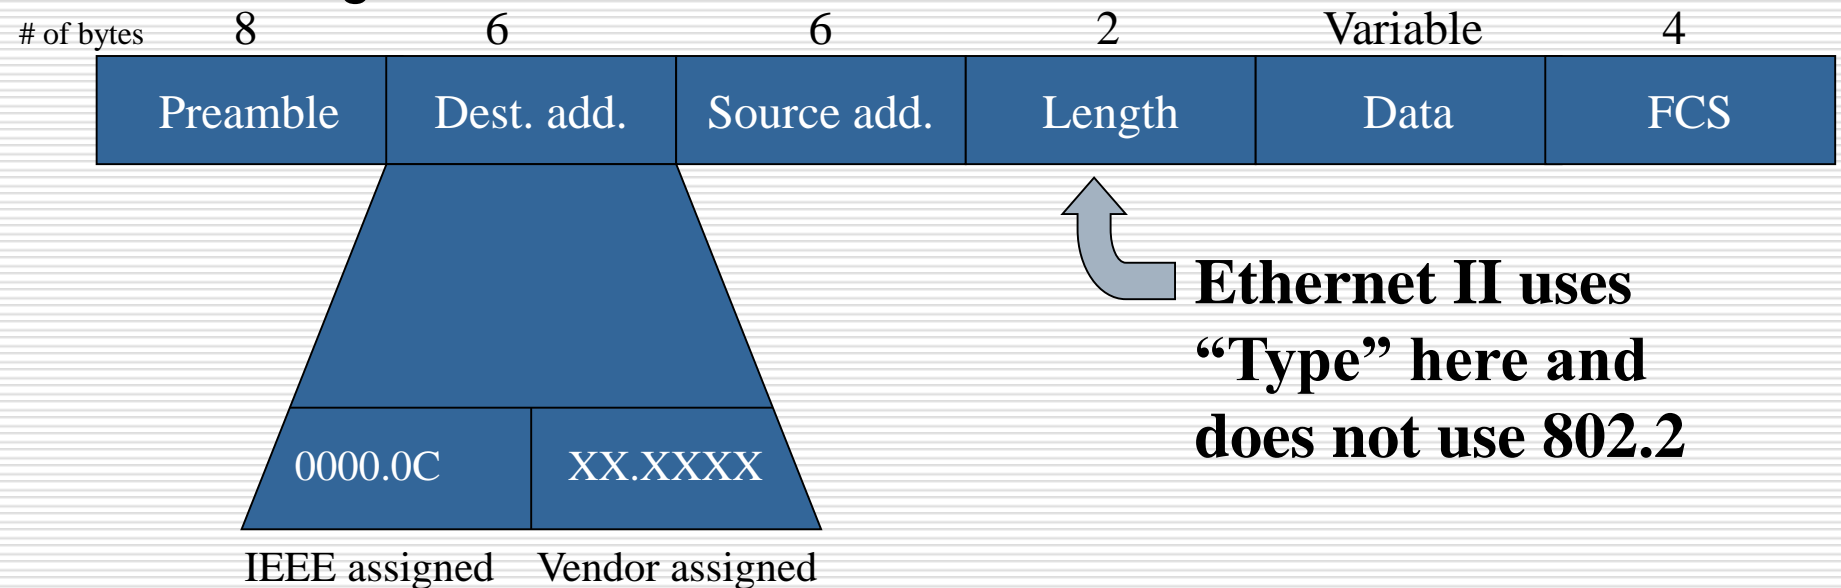 # of bytes 8 6 6 2 Variable 4
Preamble Dest. add. Source add. Length Data FCS
Ethernet II uses
“Type” here and
does not use 802.2
0000.0C XX.XXXX
IEEE assigned Vendor assigned